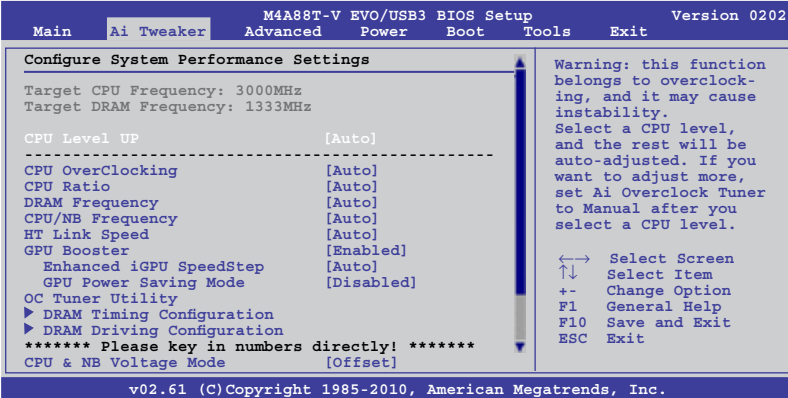 M4A88T-V EVO/USB3 BIOS Setup Version 0202
Main Ai Tweaker Advanced Power Boot Tools Exit
Configure System Performance Settings
Target CPU Frequency: 3000MHz
Target DRAM Frequency: 1333MHz
CPU Level UP [Auto]
--------------------------------------------------
CPU OverClocking [Auto]
CPU Ratio [Auto]
DRAM Frequency [Auto]
CPU/NB Frequency [Auto]
HT Link Speed [Auto]
GPU Booster [Enabled]
Enhanced iGPU SpeedStep [Auto]
GPU Power Saving Mode [Disabled]
OC Tuner Utility
DRAM Timing Configuration
DRAM Driving Configuration
******* Please key in numbers directly! *******
CPU & NB Voltage Mode [Offset]
Warning: this function
belongs to overclock-
ing, and it may cause
instability.
Select a CPU level,
and the rest will be
auto-adjusted. If you
want to adjust more,
set Ai Overclock Tuner
to Manual after you
select a CPU level.
←→ Select Screen
↑↓ Select Item
+- Change Option
F1 General Help
F10 Save and Exit
ESC Exit
v02.61 (C)Copyright 1985-2010, American Megatrends, Inc.